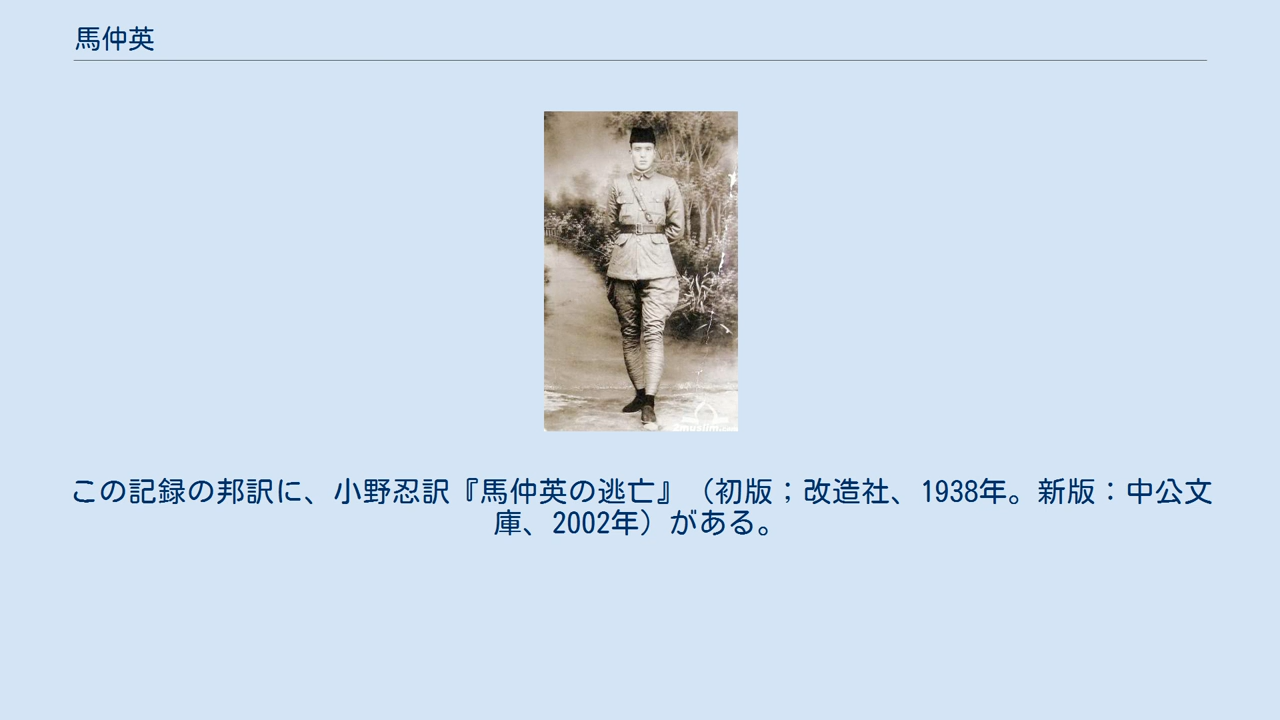 馬仲英
この記録の邦訳に、小野忍訳『馬仲英の逃亡』（初版；改造社、1938年。新版：中公文
庫、2002年）がある。